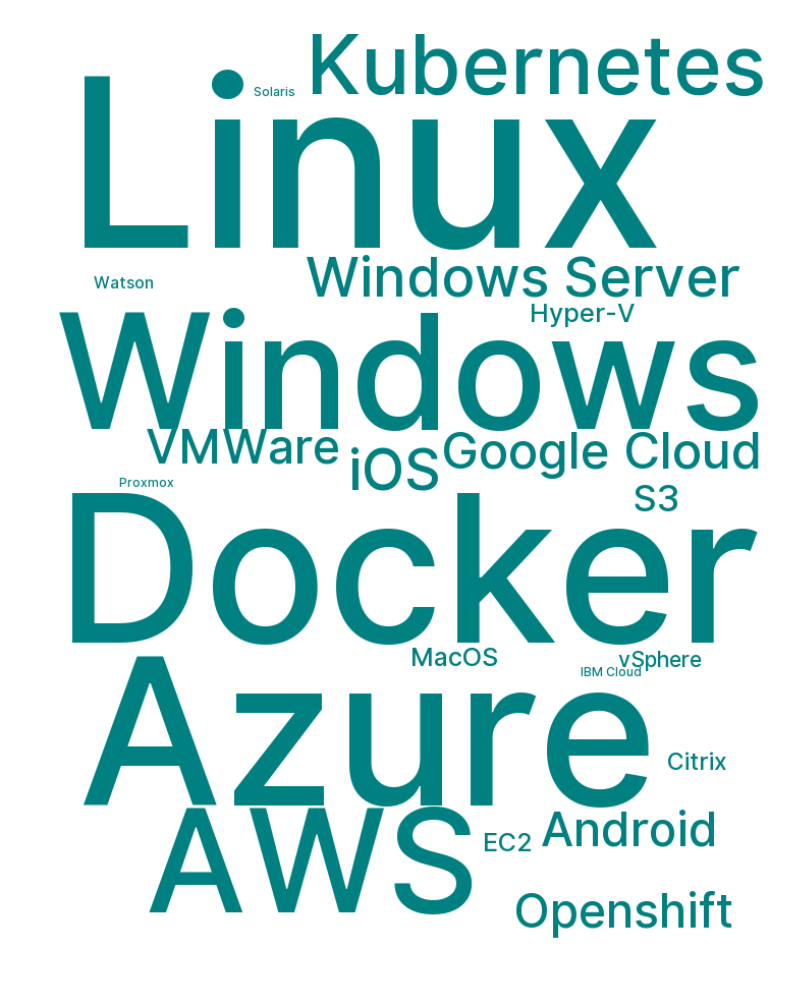 Kubernetes
Solaris
Linux
Windows Server
Watson
Hyper-V
Windows
VMWare
iOS
Google Cloud
Proxmox
S3
Docker
MacOS
vSphere
IBM Cloud
Azure
Citrix
AWS
EC2
Android
Openshift